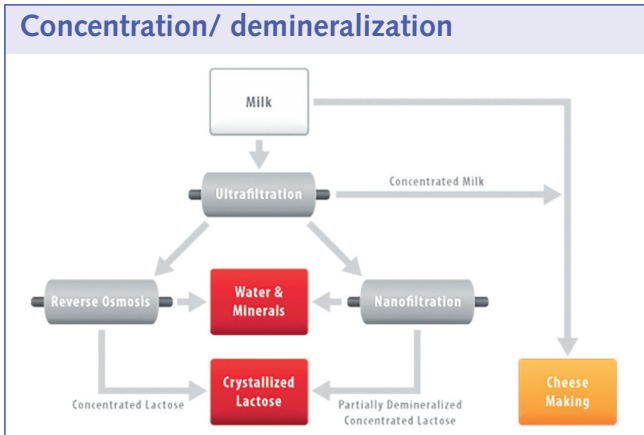 Concentration/ demineralization
Milk
Ultrafiltration
Concentrated Milk
Reverse Osmosis
Water &
Minerals
Nanofiltration
Concentrated Lactose
Crystallized
Lactose
Partially Demineralized
Concentrated Lactose
Cheese
Making